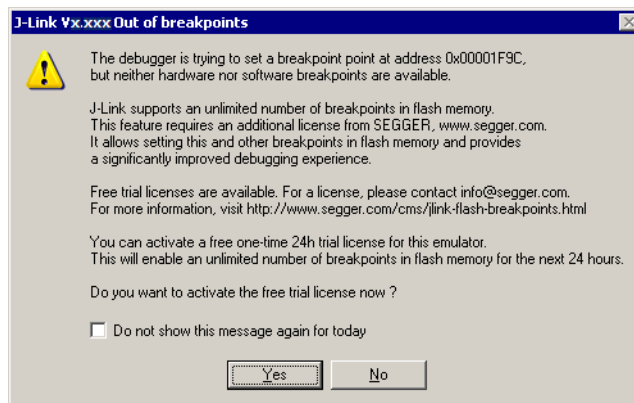 J-Link Vx.xxx Out of breakpoints
The debugger is trying to set a breakpoint point at address 0x00001F9C,
but neither hardware nor software breakpoints are available.
J-Link supports an unlimited number of breakpoints in flash memory.
This feature requires an additional license from SEGGER, www.segger.com.
It allows setting this and other breakpoints in flash memory and provides
a significantly improved debugging experience.
Free trial licenses are available. For a license, please contact info@segger.com.
For more information, visit http://www.segger.com/cms/jlink-flash-breakpoints.html
You can activate a free one-time 24h trial license for this emulator.
This will enable an unlimited number of breakpoints in flash memory for the next 24 hours.
Do you want to activate the free trial license now ?
Do not show this message again for today
Yes
No